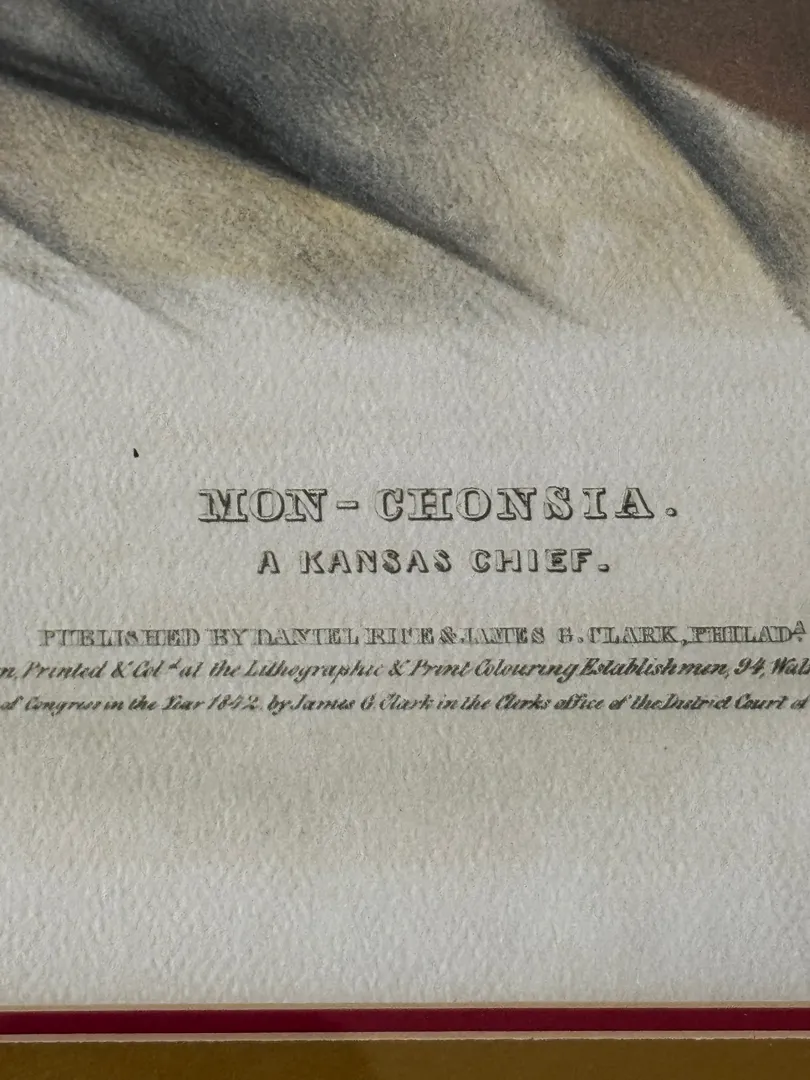 MON-CHONSIA.
A KANSAS CHIEF.
PUBLISHED BY DANIEL RICE & JAMES G. CLARK, PHILADA
n, Printed & Cold at the Lithographic & Print Colouring Establishmen, 94, Wal
of Congress in the Year 1842. by James G Clark in the Clerks office of the District Court of